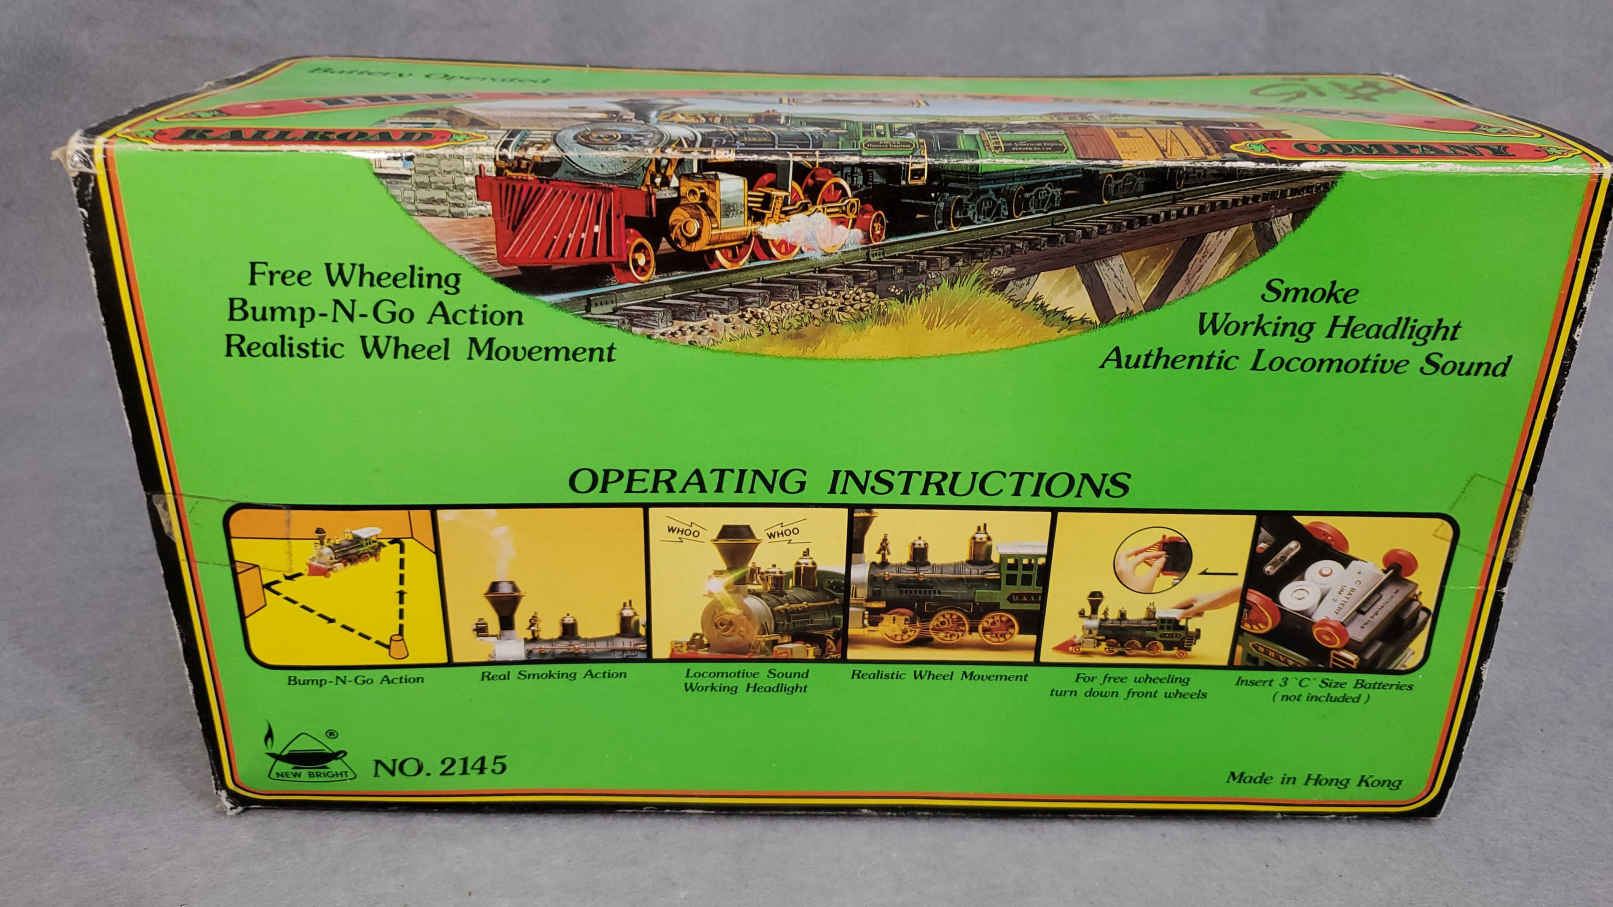 Battery Operated
THE
RAILROAD
COMPANY
Free Wheeling
Bump-N-Go Action
Realistic Wheel Movement
Smoke
Working Headlight
Authentic Locomotive Sound
OPERATING INSTRUCTIONS
WHOO
WHOO
Bump-N-Go Action
Real Smoking Action
Locomotive Sound
Working Headlight
Realistic Wheel Movement
For free wheeling
turn down front wheels
Insert 3 "C" Size Batteries
( not included )
NEW BRIGHT ®
NO. 2145
Made in Hong Kong